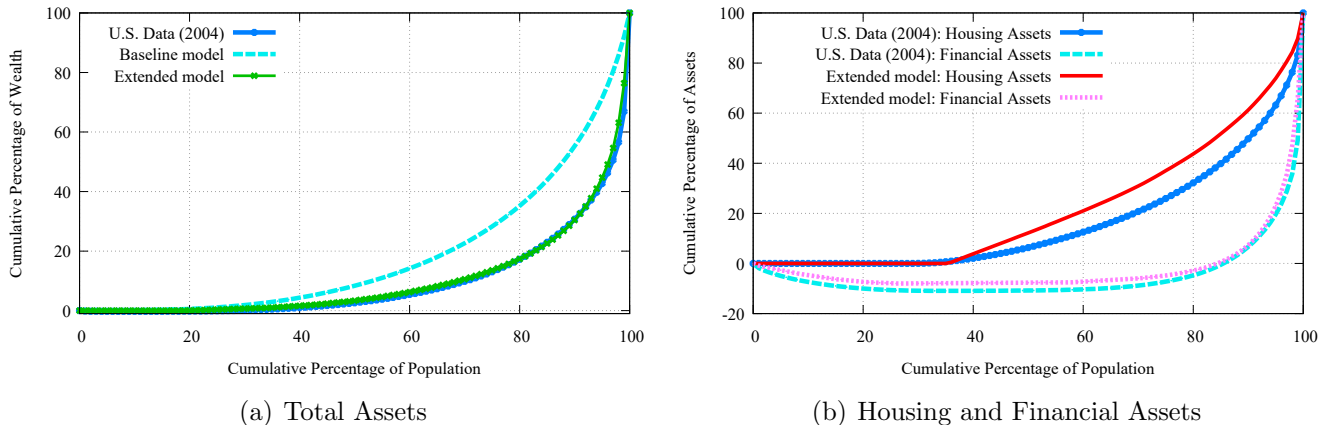 U.S. Data (2004)
Baseline model
Extended model
Cumulative Percentage of Wealth
100
80
60
40
20
0
0 20 40 60 80 100
Cumulative Percentage of Population
(a) Total Assets
U.S. Data (2004): Housing Assets
U.S. Data (2004): Financial Assets
Extended model: Housing Assets
Extended model: Financial Assets
Cumulative Percentage of Assets
100
80
60
40
20
0
-20
0 20 40 60 80 100
Cumulative Percentage of Population
(b) Housing and Financial Assets